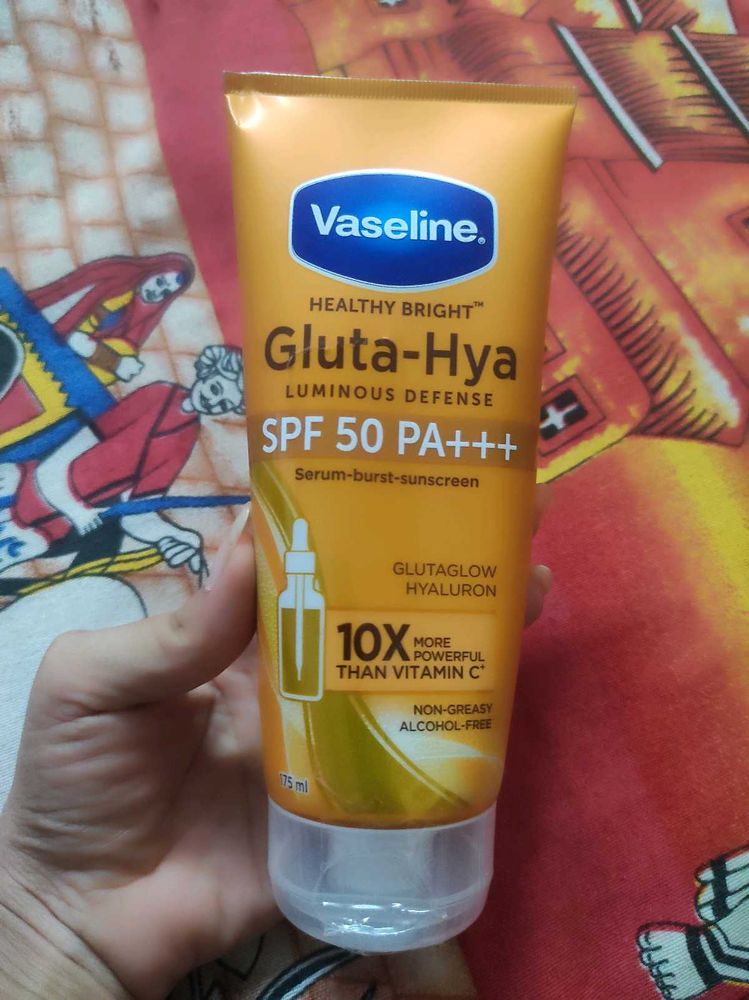 Vaseline®
HEALTHY BRIGHT™
Gluta-Hya
LUMINOUS DEFENSE
SPF 50 PA+++
Serum-burst-sunscreen
GLUTAGLOW
HYALURON
10X MORE
POWERFUL
THAN VITAMIN C⁺
NON-GREASY
ALCOHOL-FREE
175 ml